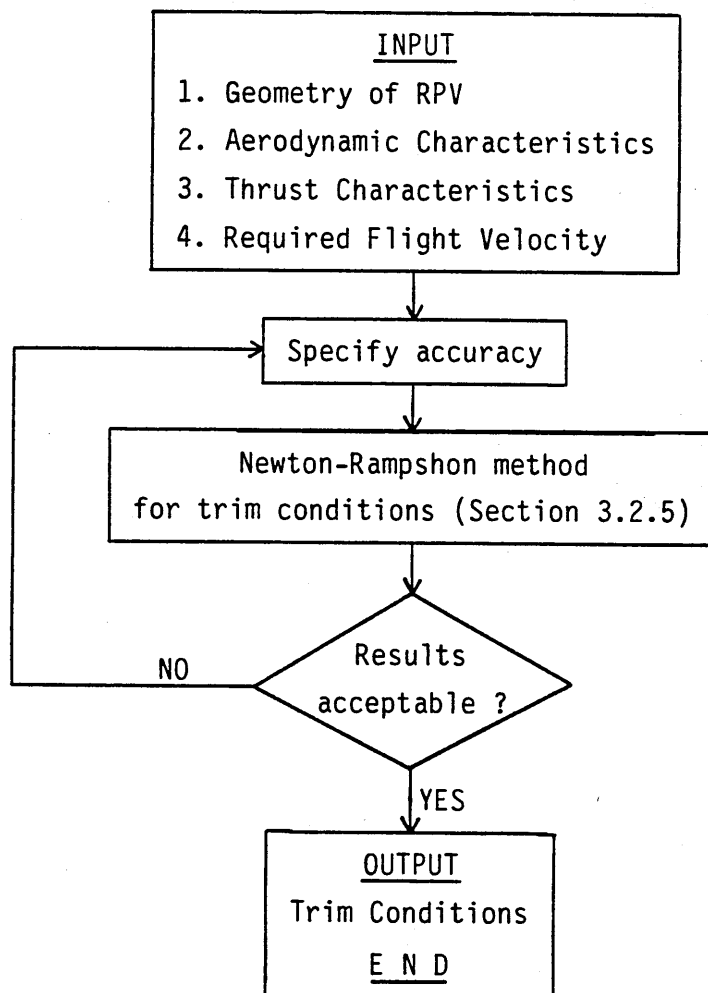 INPUT
1. Geometry of RPV
2. Aerodynamic Characteristics
3. Thrust Characteristics
4. Required Flight Velocity
Specify accuracy
Newton-Rampshon method
for trim conditions (Section 3.2.5)
Results
acceptable ?
NO
YES
OUTPUT
Trim Conditions
E N D